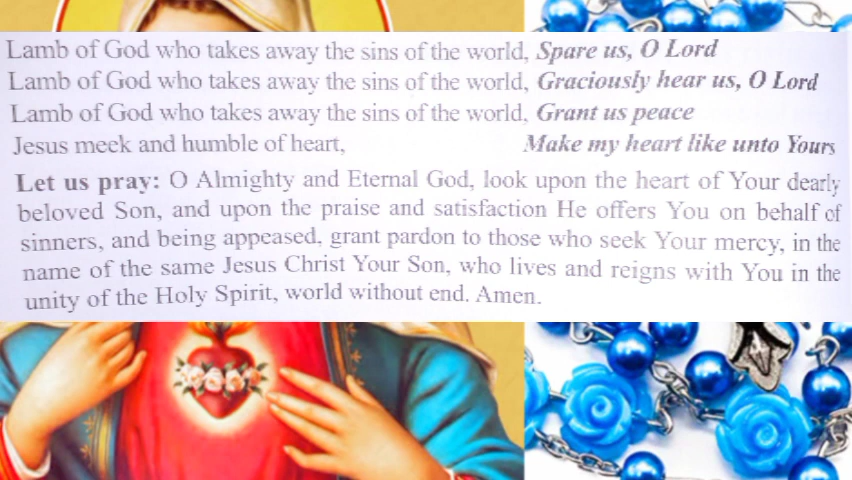 Lamb of God who takes away the sins of the world, Spare us, O Lord
Lamb of God who takes away the sins of the world, Graciously hear us, O Lord
Lamb of God who takes away the sins of the world, Grant us peace
Jesus meek and humble of heart, Make my heart like unto Yours
Let us pray: O Almighty and Eternal God, look upon the heart of Your dearly
beloved Son, and upon the praise and satisfaction He offers You on behalf of
sinners, and being appeased, grant pardon to those who seek Your mercy, in the
name of the same Jesus Christ Your Son, who lives and reigns with You in the
unity of the Holy Spirit, world without end. Amen.